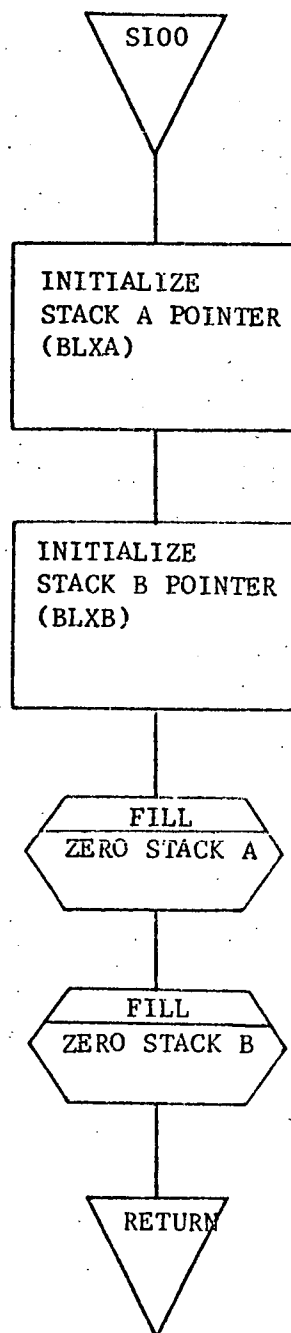 SI00
INITIALIZE
STACK A POINTER
(BLXA)
INITIALIZE
STACK B POINTER
(BLXB)
FILL
ZERO STACK A
FILL
ZERO STACK B
RETURN